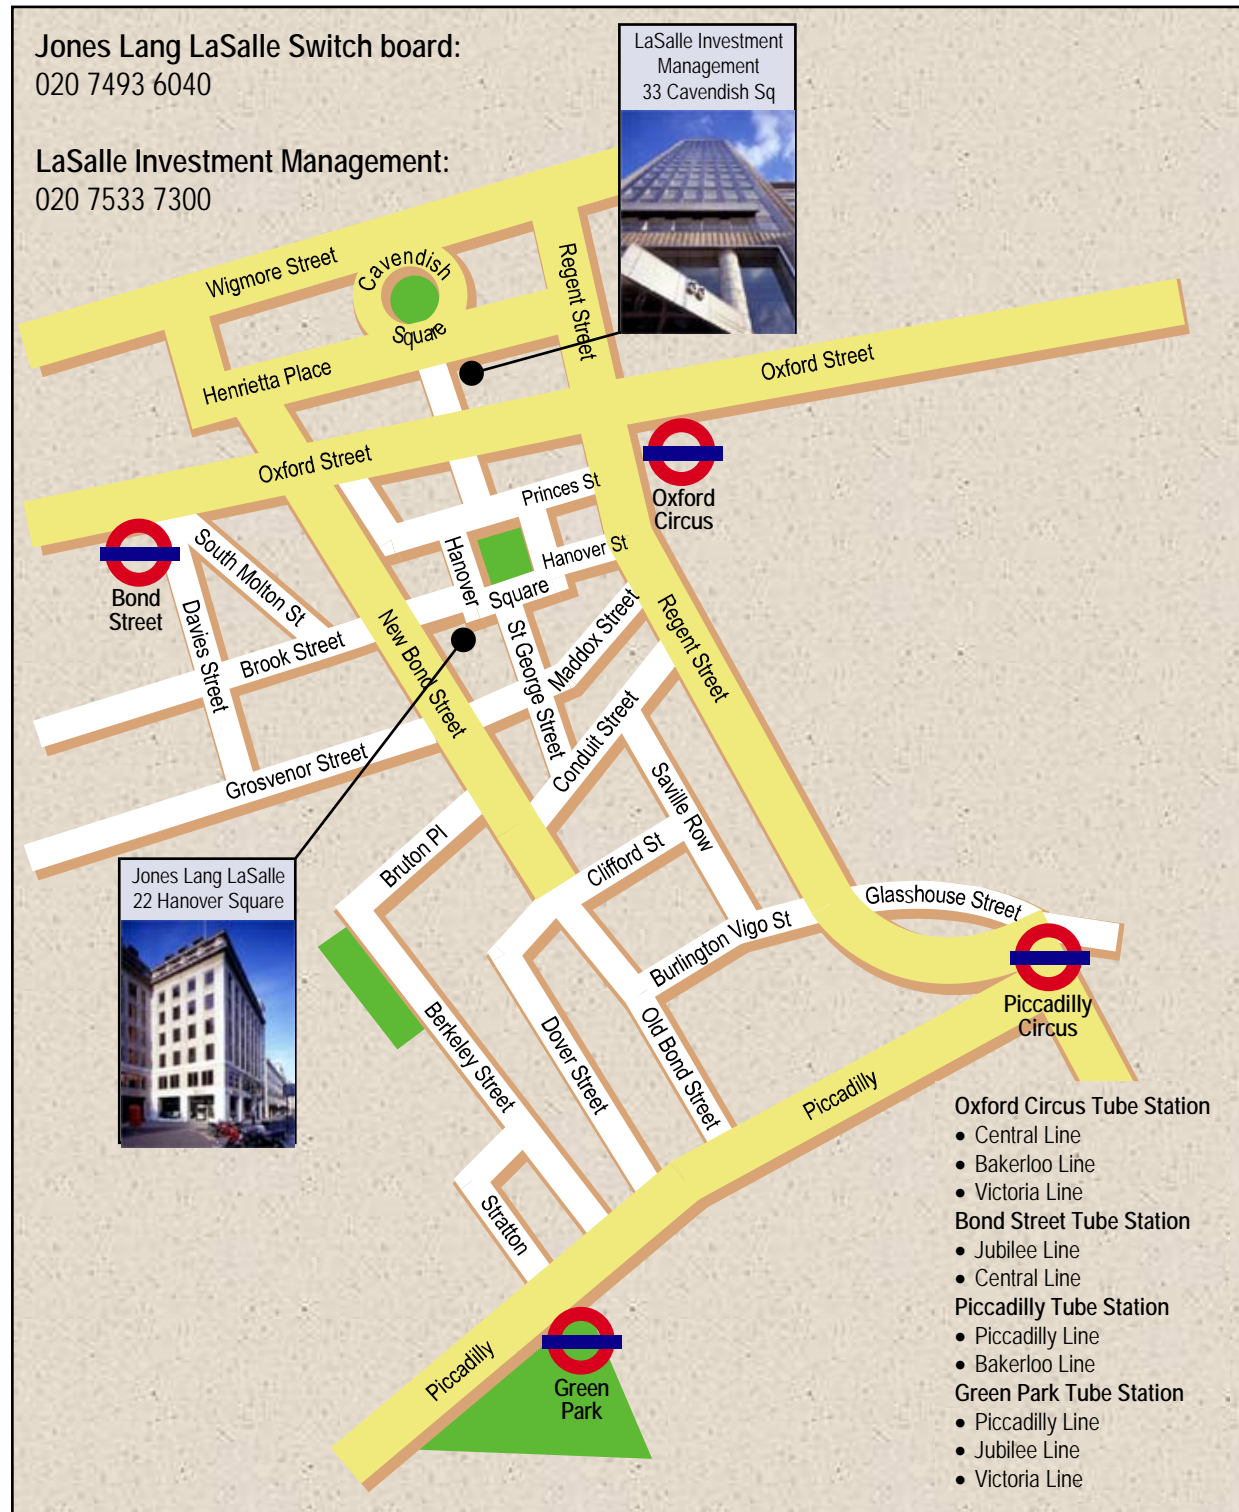 Jones Lang LaSalle Switch board:
020 7493 6040
LaSalle Investment Management:
020 7533 7300
LaSalle Investment
Management
33 Cavendish Sq
Wigmore Street
Cavendish
Square
Regent Street
Henrietta Place
Oxford Street
Oxford Street
Oxford
Circus
Princes St
Hanover St
Hanover
Square
Bond
Street
South Molton St
Davies Street
Brook Street
New Bond Street
St George Street
Maddox Street
Regent Street
Conduit Street
Grosvenor Street
Saville Row
Bruton Pl
Clifford St
Jones Lang LaSalle
22 Hanover Square
Glasshouse Street
Burlington Vigo St
Piccadilly
Circus
Berkeley Street
Dover Street
Old Bond Street
Piccadilly
Stratton
Piccadilly
Green
Park
Oxford Circus Tube Station
• Central Line
• Bakerloo Line
• Victoria Line
Bond Street Tube Station
• Jubilee Line
• Central Line
Piccadilly Tube Station
• Piccadilly Line
• Bakerloo Line
Green Park Tube Station
• Piccadilly Line
• Jubilee Line
• Victoria Line